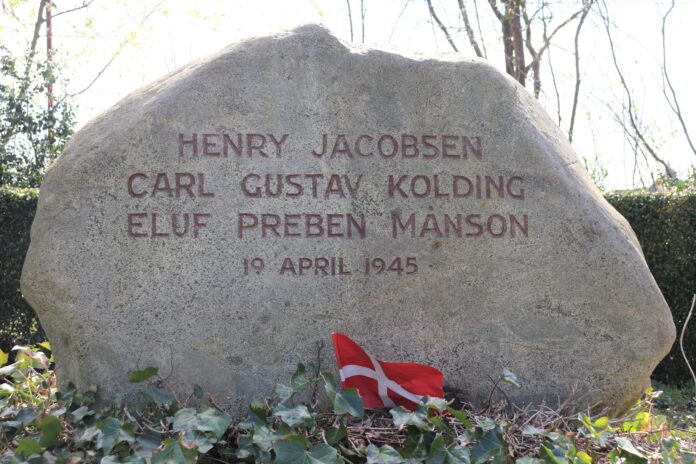 HENRY JACOBSEN
CARL GUSTAV KOLDING
ELUF PREBEN MÅNSON
19 APRIL 1945